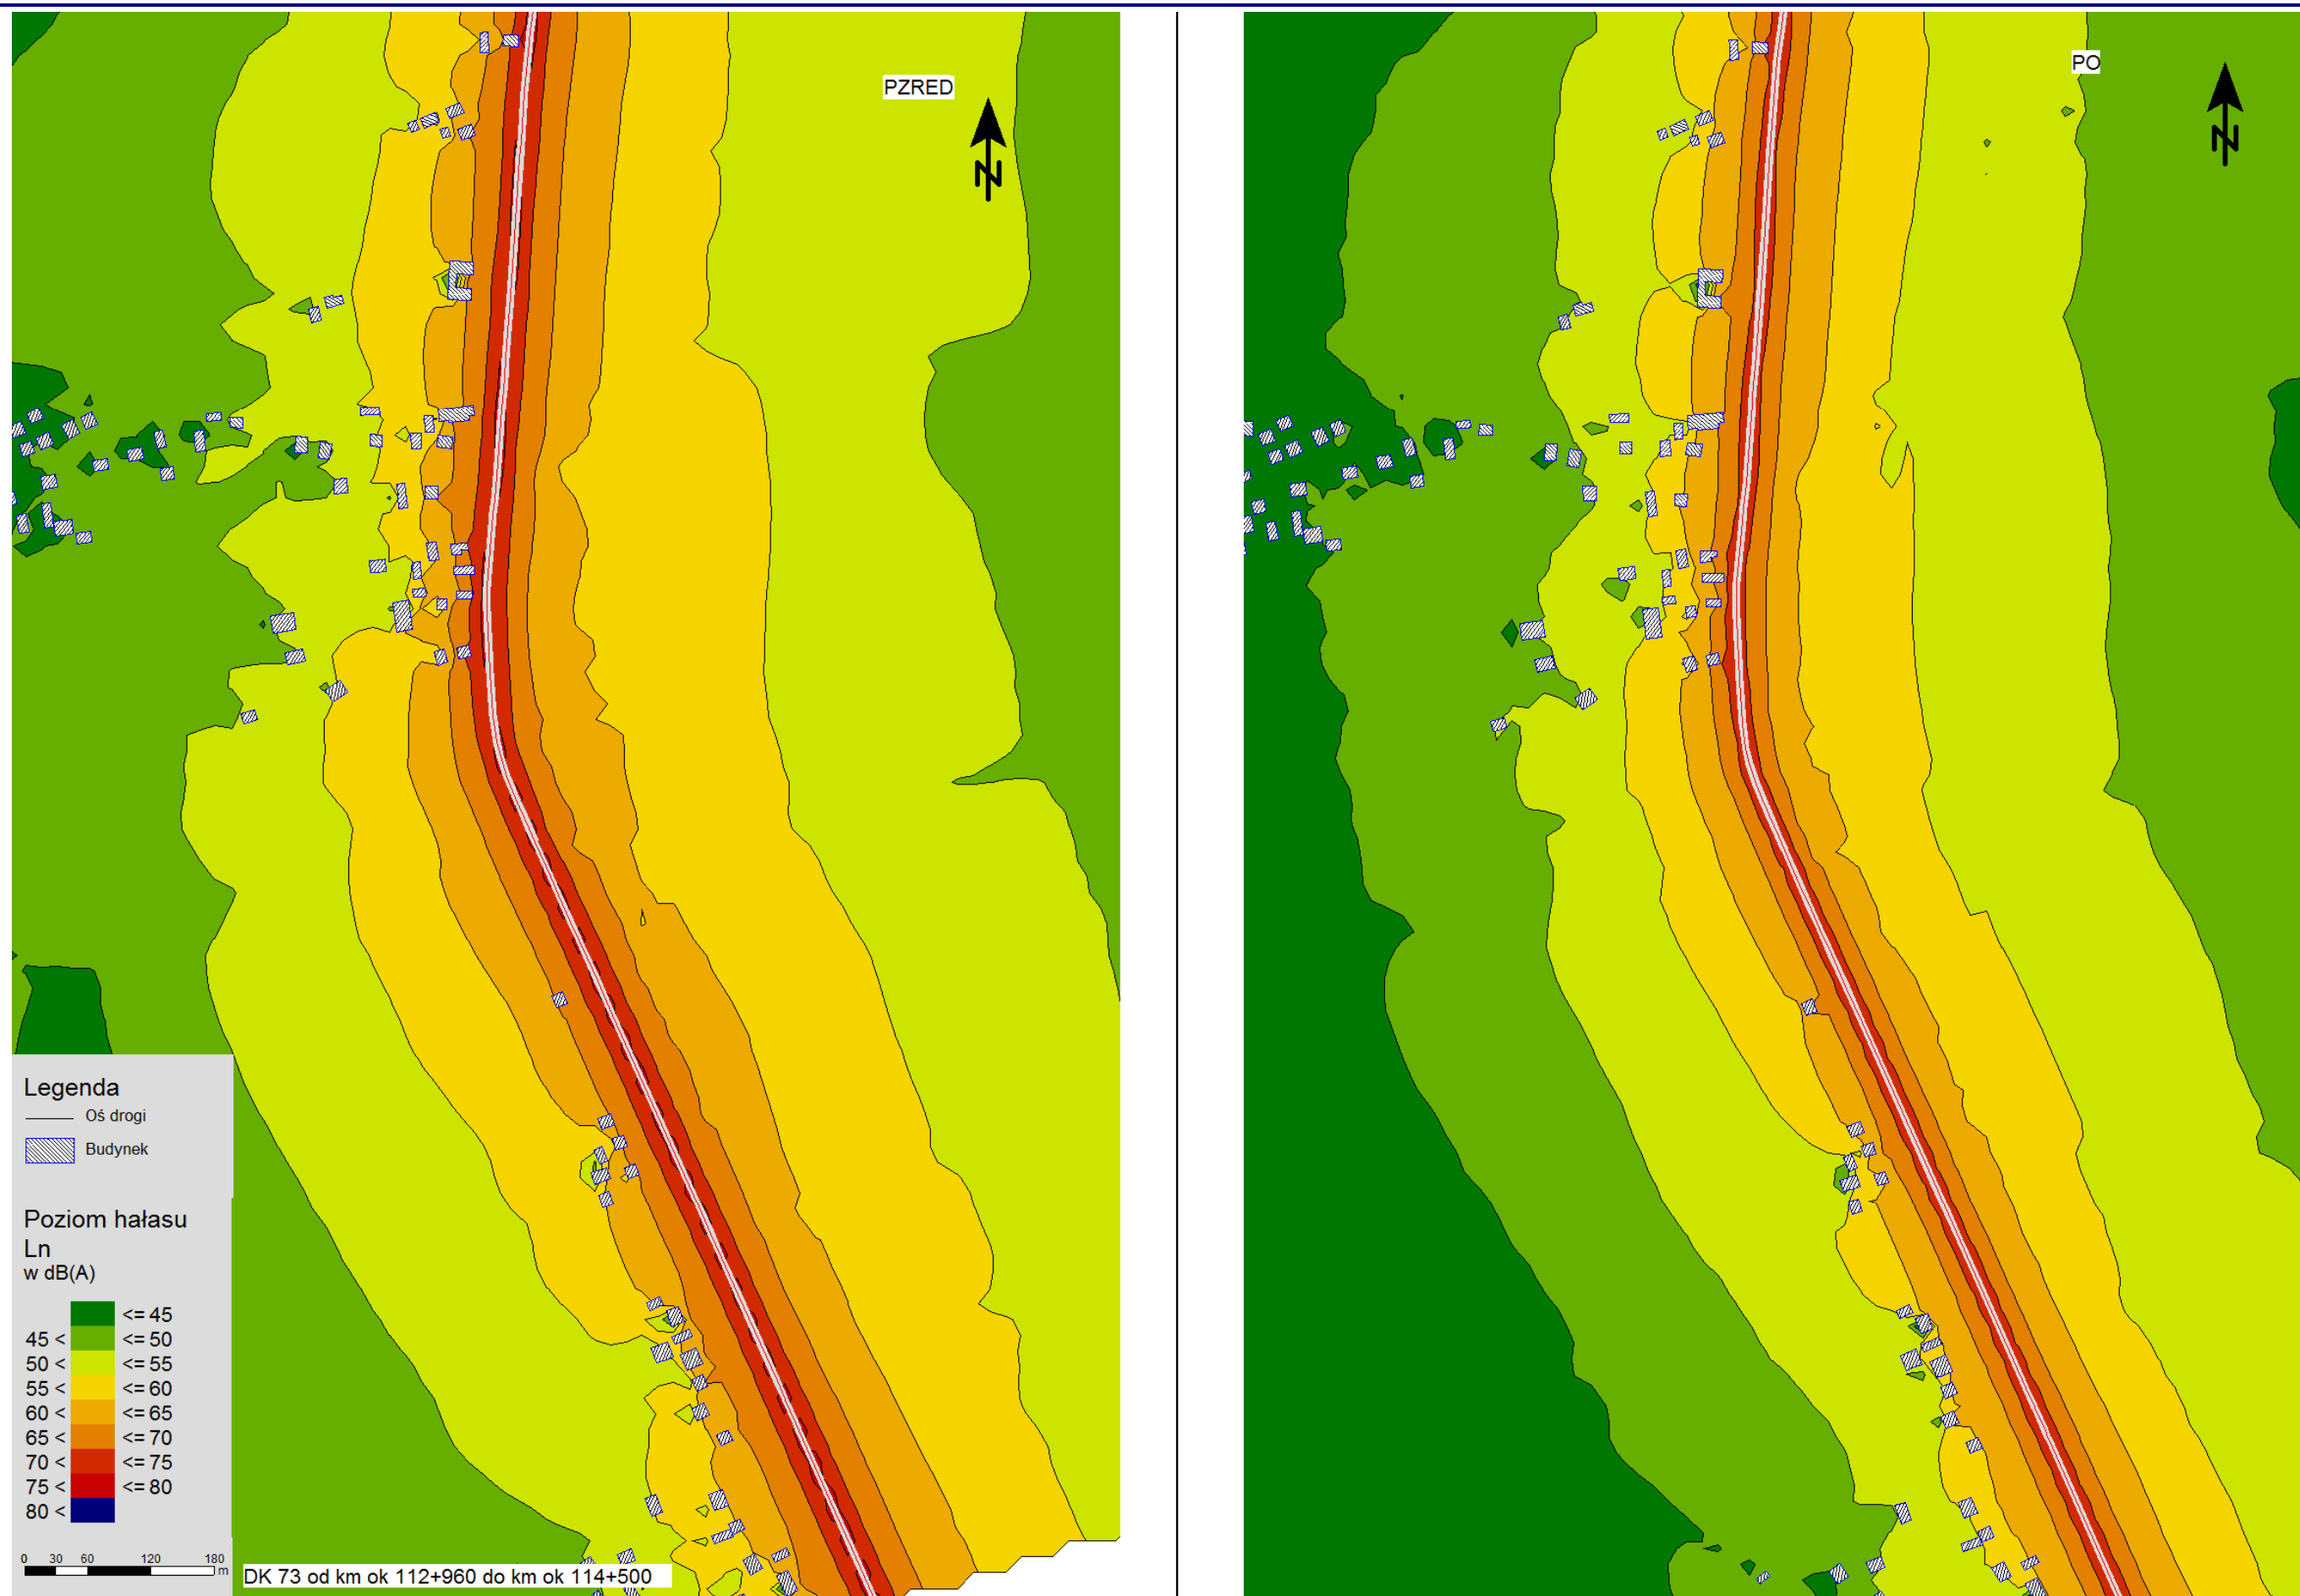 PZRED
N
PO
N
Legenda
Oś drogi
Budynek
Poziom hałasu
Ln
w dB(A)
<= 45
45 < <= 50
50 < <= 55
55 < <= 60
60 < <= 65
65 < <= 70
70 < <= 75
75 < <= 80
80 <
0 30 60 120 180
m
DK 73 od km ok 112+960 do km ok 114+500